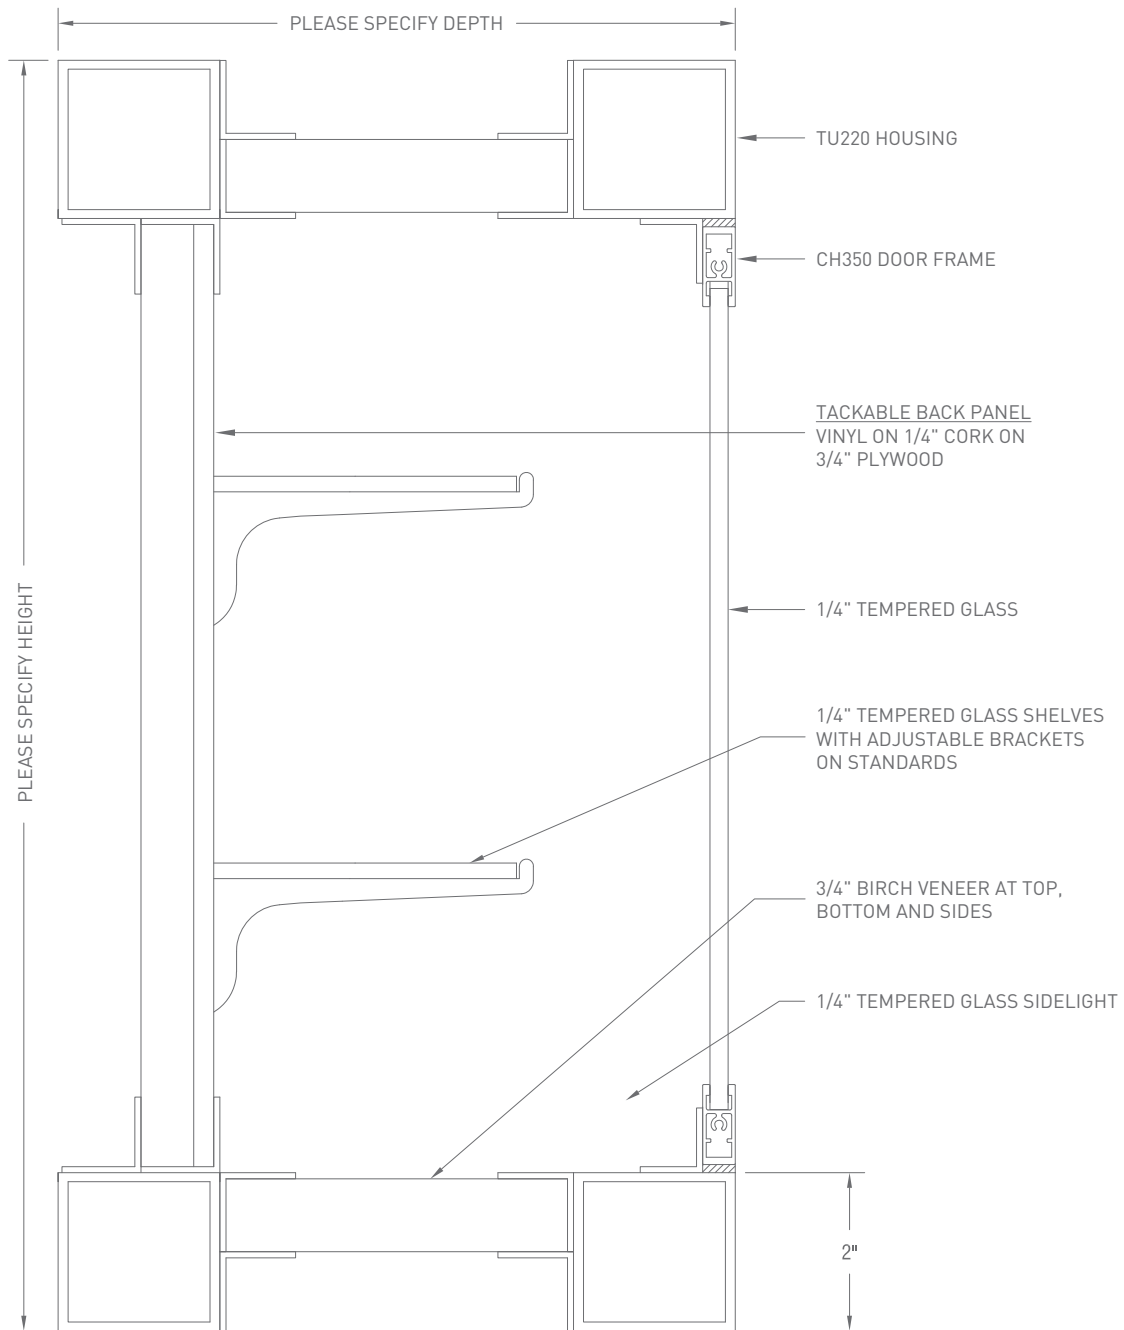 PLEASE SPECIFY DEPTH
TU220 HOUSING
CH350 DOOR FRAME
TACKABLE BACK PANEL
VINYL ON 1/4" CORK ON
3/4" PLYWOOD
PLEASE SPECIFY HEIGHT
1/4" TEMPERED GLASS
1/4" TEMPERED GLASS SHELVES
WITH ADJUSTABLE BRACKETS
ON STANDARDS
3/4" BIRCH VENEER AT TOP,
BOTTOM AND SIDES
1/4" TEMPERED GLASS SIDELIGHT
2"